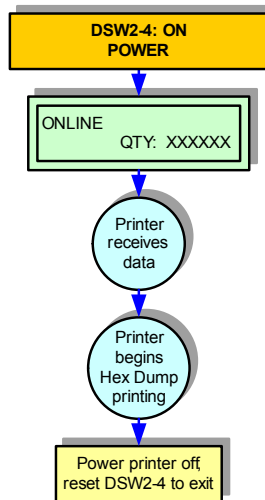 DSW2-4: ON
POWER
ONLINE
QTY: XXXXXX
Printer
receives
data
Printer
begins
Hex Dump
printing
Power printer off,
reset DSW2-4 to exit